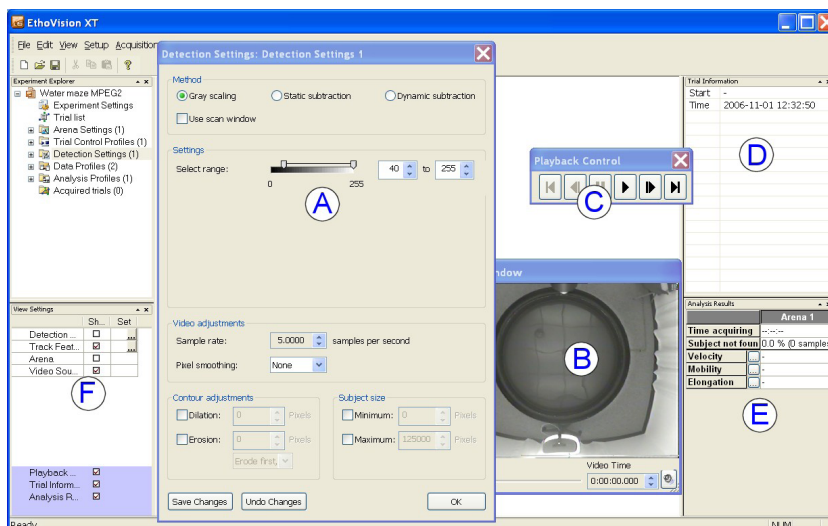 EthoVision XT
File Edit View Setup Acquisition
Experiment Explorer
Water maze MPEG2
Experiment Settings
Trial list
Arena Settings (1)
Trial Control Profiles (1)
Detection Settings (1)
Data Profiles (2)
Analysis Profiles (1)
Acquired trials (0)
View Settings
Sh... Set
Detection ...
Track Feat...
Arena
Video Sou...
F
Playback ...
Trial Inform...
Analysis R...
Ready
Detection Settings: Detection Settings 1
Method
Gray scaling Static subtraction Dynamic subtraction
Use scan window
Settings
Select range: 40 to 255
0 255
A
Video adjustments
Sample rate: 5.0000 samples per second
Pixel smoothing: None
Contour adjustments
Dilation: 0 Pixels
Erosion: 0 Pixels
Erode first,
Subject size
Minimum: 0 Pixels
Maximum: 125000 Pixels
Save Changes Undo Changes OK
Playback Control
C
ndow
B
Video Time
0:00:00.000
Trial Information
Start -
Time 2006-11-01 12:32:50
D
Analysis Results
Arena 1
Time acquiring --:--:--
Subject not foun 0.0 % (0 samples
Velocity ... -
Mobility ... -
Elongation ... -
E
NUM